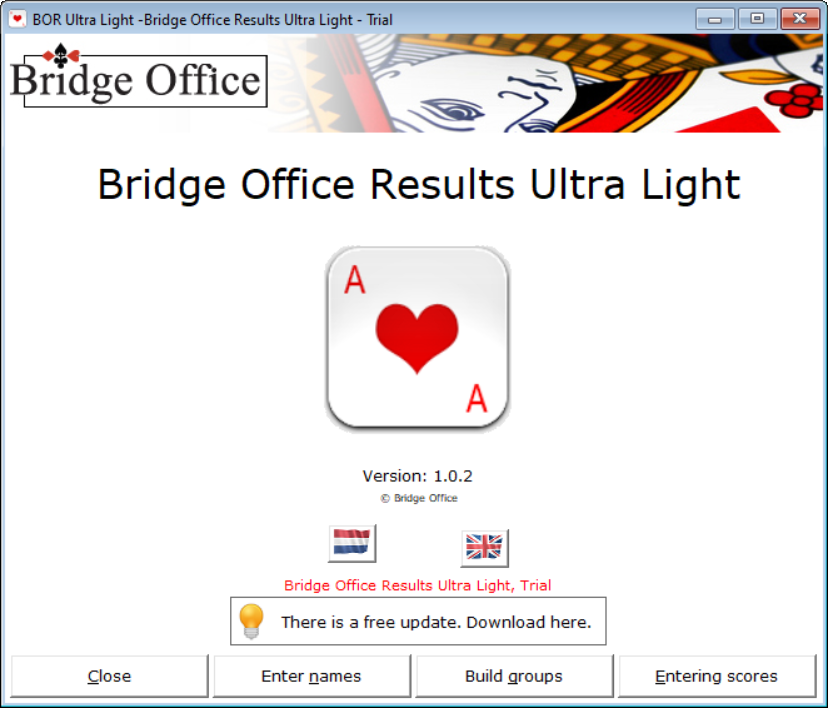 BOR Ultra Light -Bridge Office Results Ultra Light - Trial
Bridge Office
Bridge Office Results Ultra Light
A
A
Version: 1.0.2
© Bridge Office
Bridge Office Results Ultra Light, Trial
There is a free update. Download here.
Close Enter names Build groups Entering scores